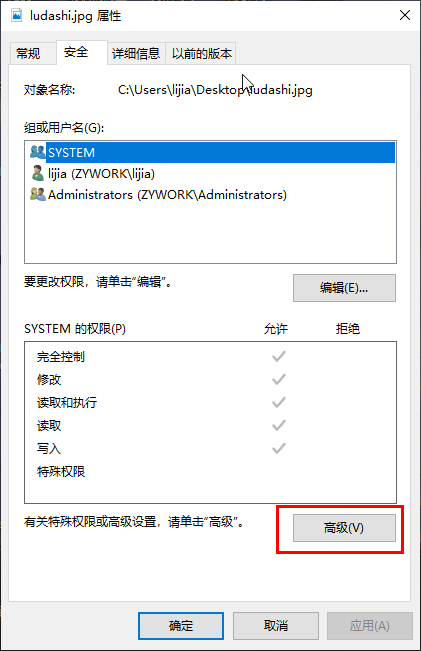 ludashi.jpg 属性
常规 安全 详细信息 以前的版本
对象名称: C:\Users\lijia\Desktop\ludashi.jpg
组或用户名(G):
SYSTEM
lijia (ZYWORK\lijia)
Administrators (ZYWORK\Administrators)
要更改权限，请单击“编辑”。
编辑(E)...
SYSTEM 的权限(P) 允许 拒绝
完全控制
修改
读取和执行
读取
写入
特殊权限
有关特殊权限或高级设置，请单击“高级”。
高级(V)
确定 取消 应用(A)